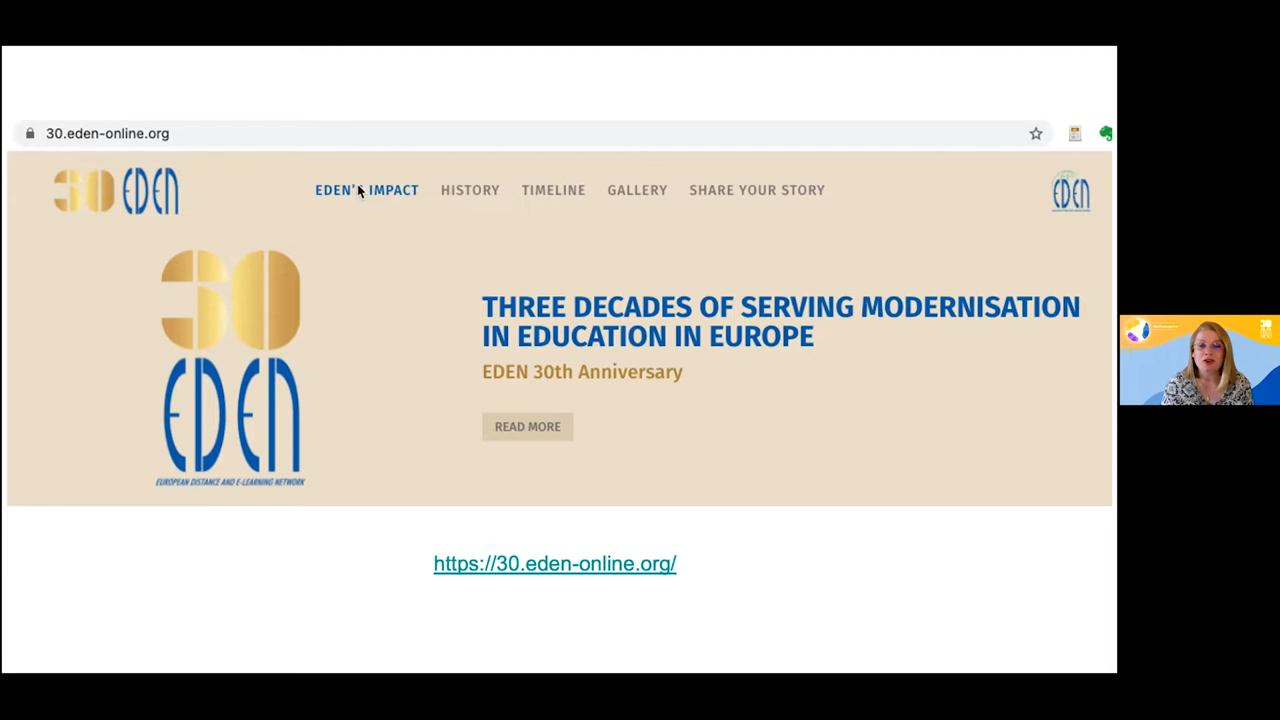 30.eden-online.org
30 EDEN
EDEN'S IMPACT
HISTORY
TIMELINE
GALLERY
SHARE YOUR STORY
EDEN
30
EDEN
EUROPEAN DISTANCE AND E-LEARNING NETWORK
THREE DECADES OF SERVING MODERNISATION
IN EDUCATION IN EUROPE
EDEN 30th Anniversary
READ MORE
https://30.eden-online.org/